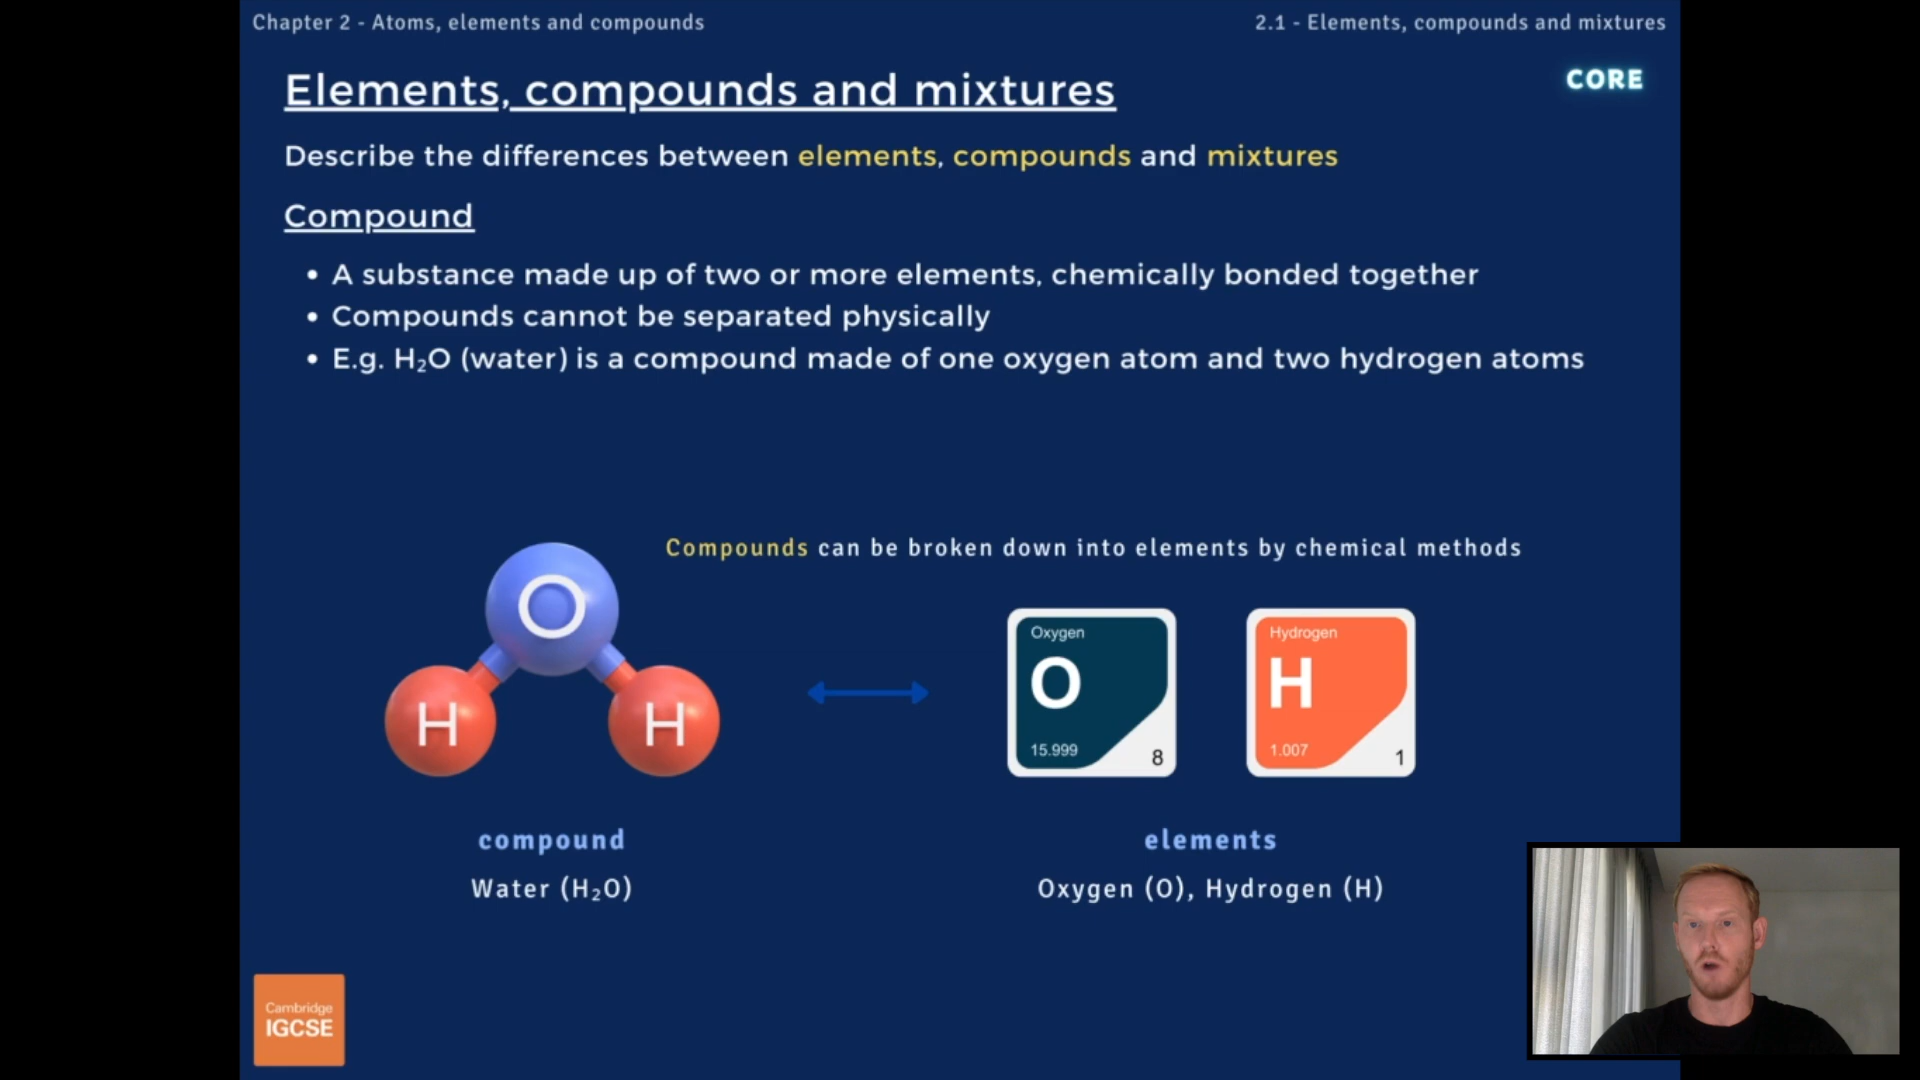 Chapter 2 - Atoms, elements and compounds
2.1 - Elements, compounds and mixtures
Elements, compounds and mixtures
CORE
Describe the differences between elements, compounds and mixtures
Compound
• A substance made up of two or more elements, chemically bonded together
• Compounds cannot be separated physically
• E.g. H₂O (water) is a compound made of one oxygen atom and two hydrogen atoms
Compounds can be broken down into elements by chemical methods
O
H
H
Oxygen
O
15.999
8
Hydrogen
H
1.007
1
compound
Water (H₂O)
elements
Oxygen (O), Hydrogen (H)
Cambridge
IGCSE